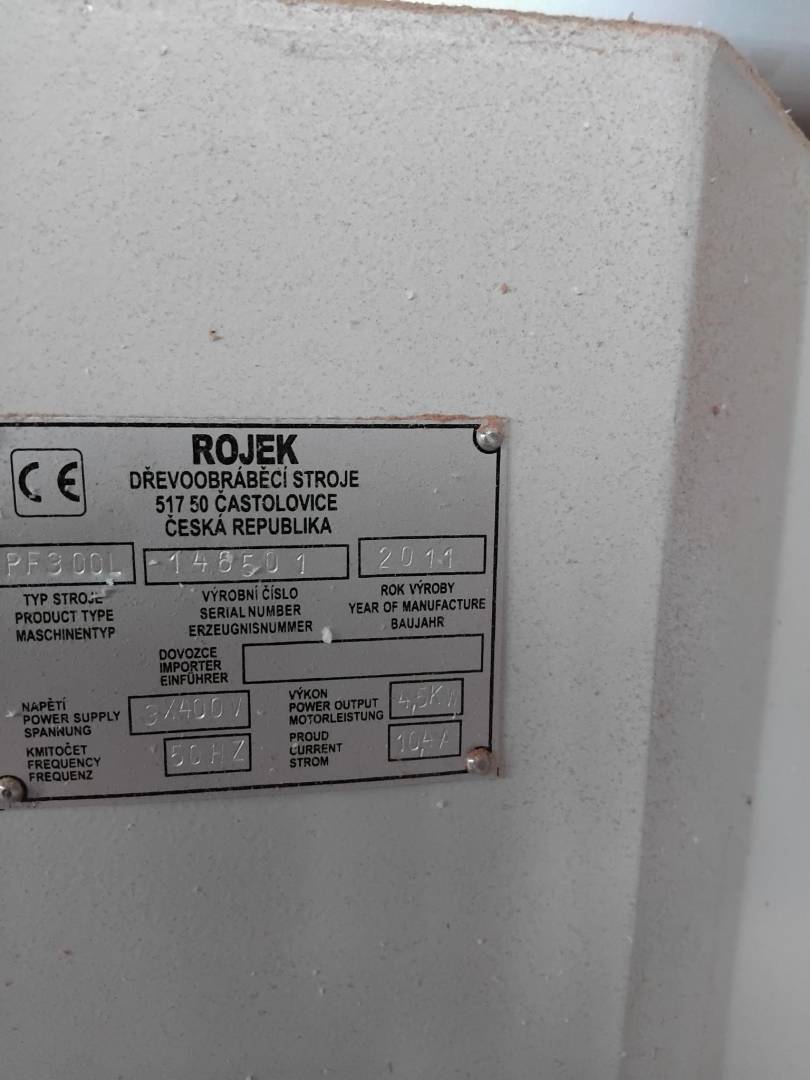 CE
ROJEK
DŘEVOOBRÁBĚCÍ STROJE
517 50 ČASTOLOVICE
ČESKÁ REPUBLIKA
PF300L 146501 2011
TYP STROJE
PRODUCT TYPE
MASCHINENTYP
VÝROBNÍ ČÍSLO
SERIAL NUMBER
ERZEUGNISNUMMER
ROK VÝROBY
YEAR OF MANUFACTURE
BAUJAHR
DOVOZCE
IMPORTER
EINFÜHRER
NAPĚTÍ
POWER SUPPLY
SPANNUNG
3X400V
VÝKON
POWER OUTPUT
MOTORLEISTUNG
4,5KW
KMITOČET
FREQUENCY
FREQUENZ
50HZ
PROUD
CURRENT
STROM
10,4A